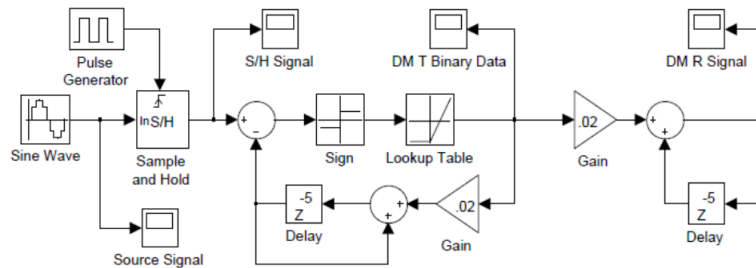 Pulse
Generator
S/H Signal
DM T Binary Data
DM R Signal
In S/H
+
−
.02
+
+
Sine Wave
Sample
and Hold
Sign
Lookup Table
Gain
-5
Z
Delay
+
+
.02
Gain
-5
Z
Delay
Source Signal